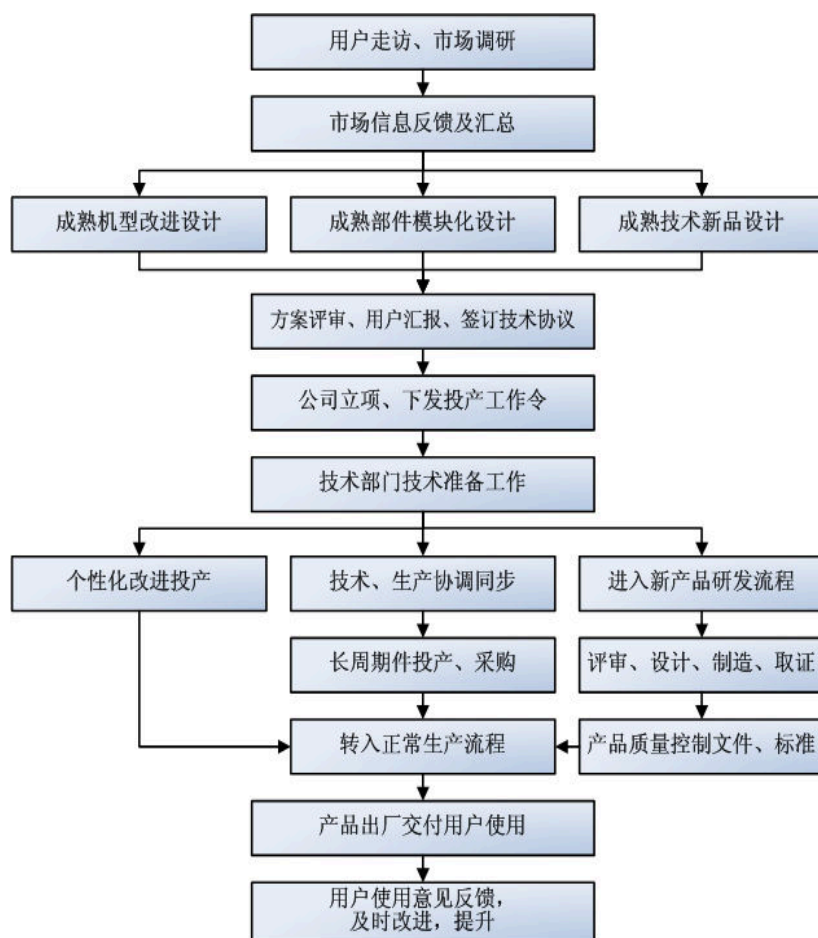 用户走访、市场调研
市场信息反馈及汇总
成熟机型改进设计
成熟部件模块化设计
成熟技术新品设计
方案评审、用户汇报、签订技术协议
公司立项、下发投产工作令
技术部门技术准备工作
个性化改进投产
技术、生产协调同步
进入新产品研发流程
长周期件投产、采购
评审、设计、制造、取证
转入正常生产流程
产品质量控制文件、标准
产品出厂交付用户使用
用户使用意见反馈，
及时改进，提升